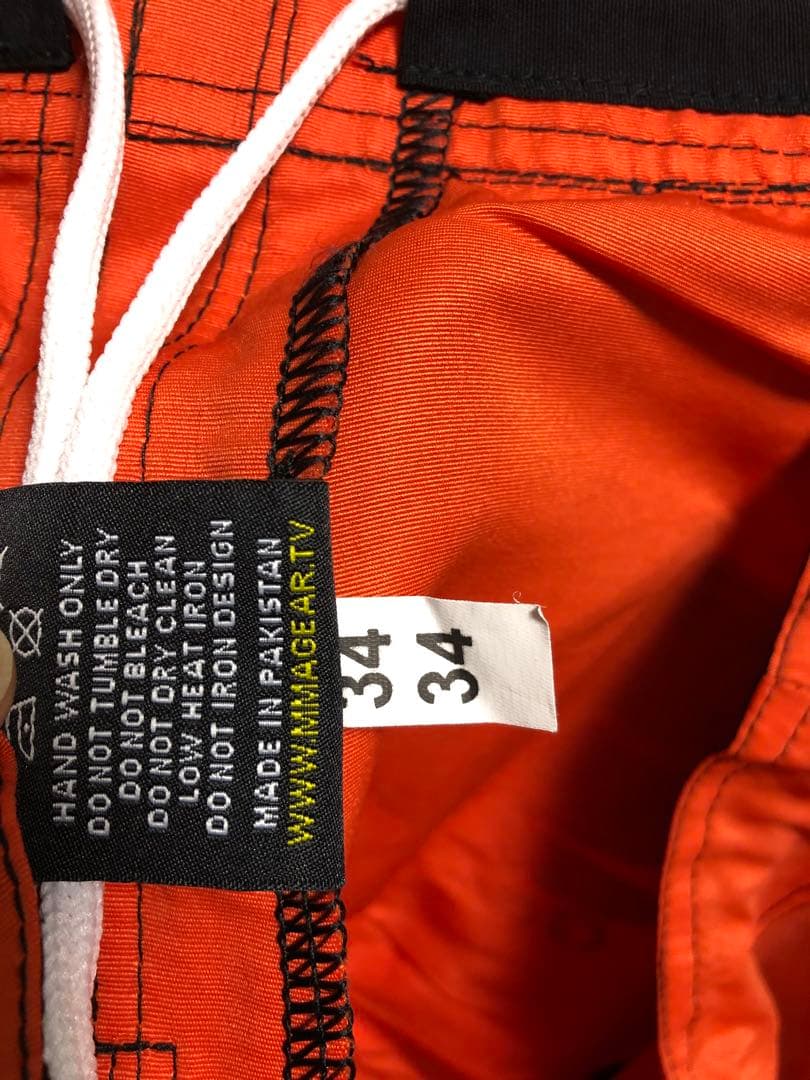 HAND WASH ONLY
DO NOT TUMBLE DRY
DO NOT BLEACH
DO NOT DRY CLEAN
LOW HEAT IRON
DO NOT IRON DESIGN
MADE IN PAKISTAN
WWW.MMAGEAR.TV
34
34